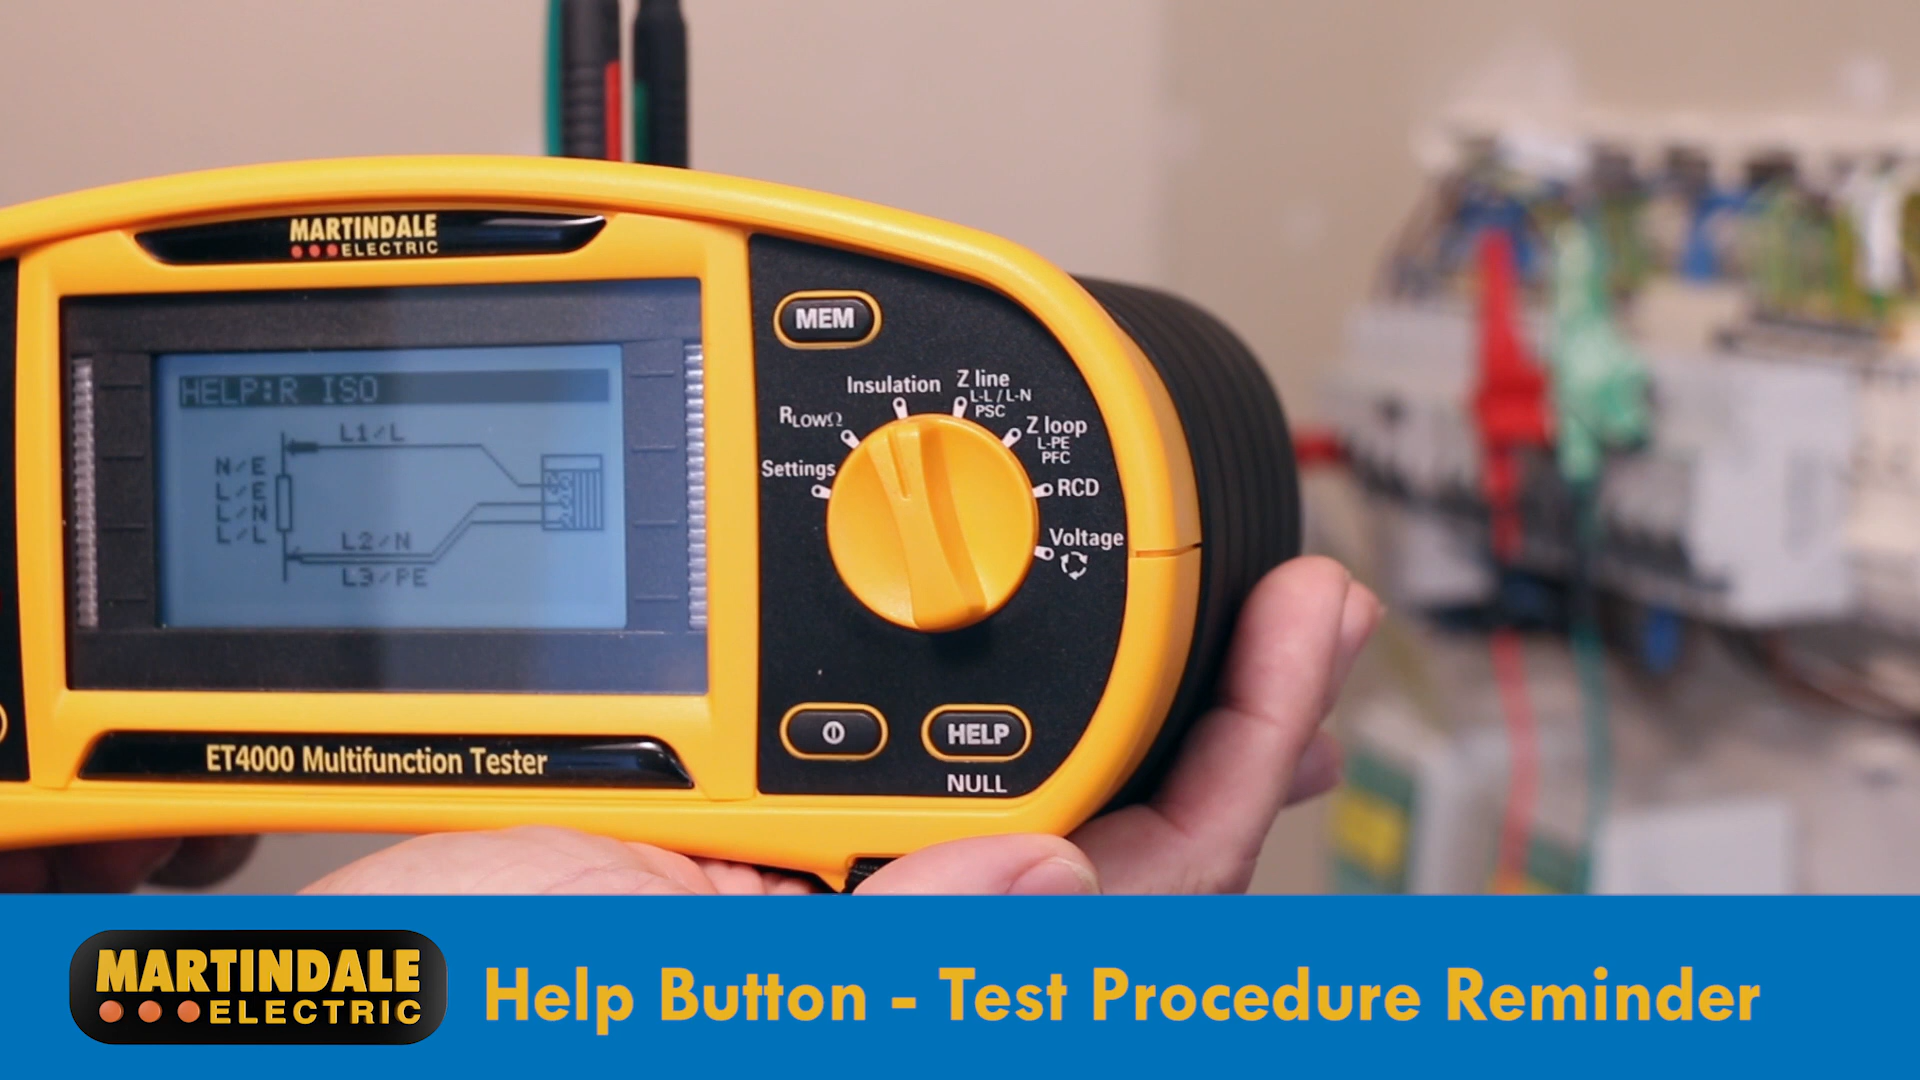 MARTINDALE
ELECTRIC
MEM
HELP:R ISO
L1/L
N/E
L/E
L/N
L/L
L2/N
L3/PE
Insulation
Z line
L-L / L-N
PSC
RLOWΩ
Z loop
L-PE
PFC
Settings
RCD
Voltage
ET4000 Multifunction Tester
HELP
NULL
MARTINDALE
ELECTRIC
Help Button - Test Procedure Reminder